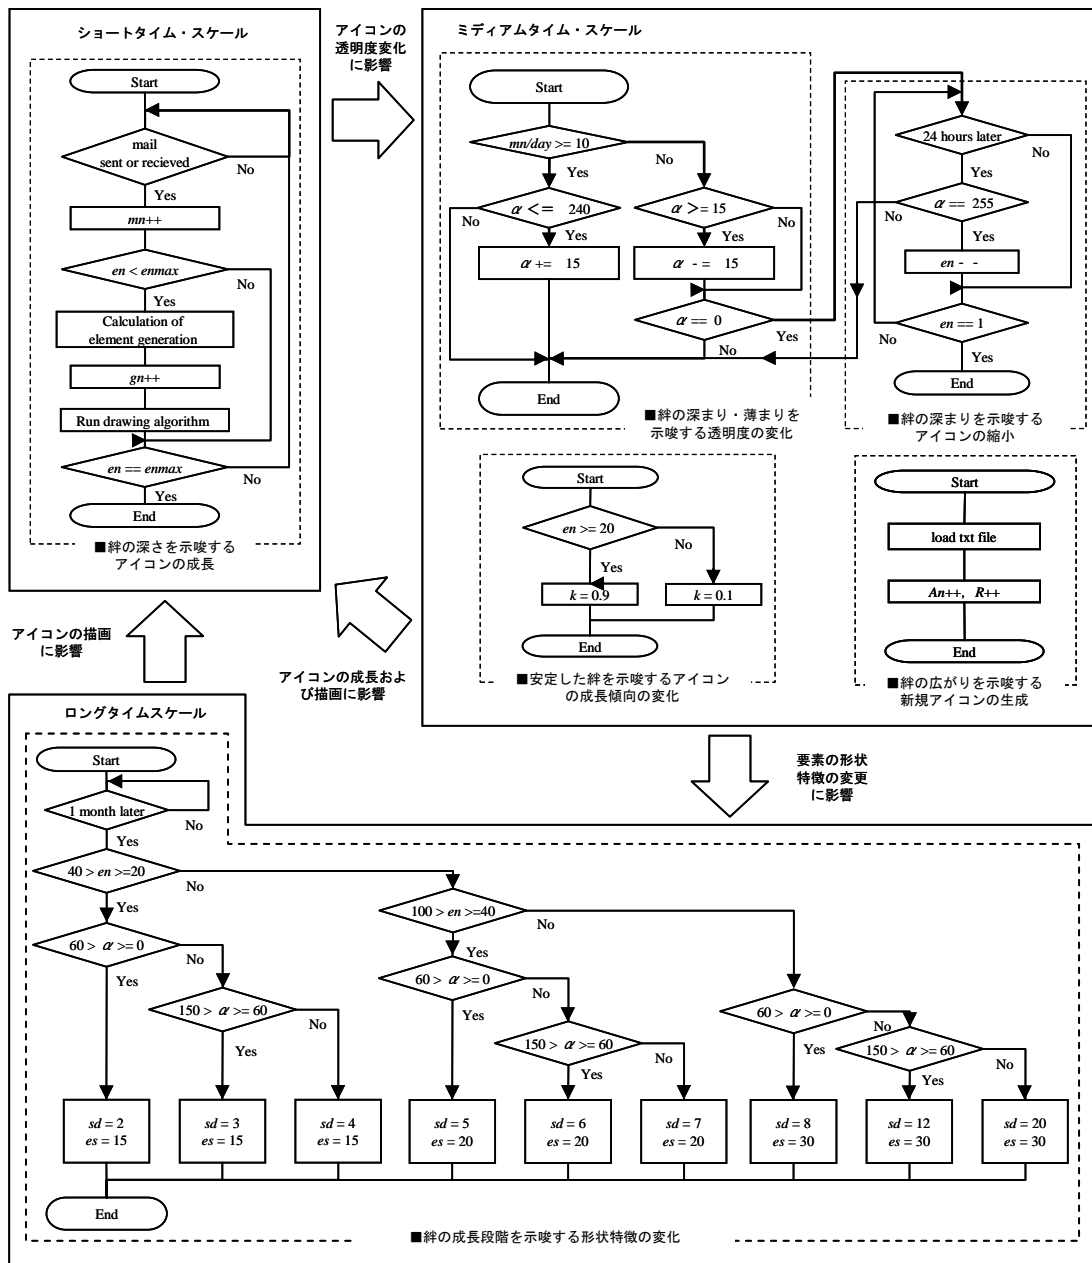 ショートタイム・スケール
Start
mail
sent or recieved
No
Yes
mn++
en < enmax
No
Yes
Calculation of
element generation
gn++
Run drawing algorithm
en == enmax
No
Yes
End
■絆の深さを示唆する
アイコンの成長
アイコンの
透明度変化
に影響
ミディアムタイム・スケール
Start
mn/day >= 10
No
Yes
α <= 240
No
Yes
α += 15
α >= 15
No
Yes
α -= 15
α == 0
Yes
No
End
■絆の深まり・薄まりを
示唆する透明度の変化
24 hours later
No
Yes
α == 255
No
Yes
en - -
en == 1
No
Yes
End
■絆の深まりを示唆する
アイコンの縮小
Start
en >= 20
No
Yes
k = 0.9
k = 0.1
End
■安定した絆を示唆するアイコン
の成長傾向の変化
Start
load txt file
An++, R++
End
■絆の広がりを示唆する
新規アイコンの生成
アイコンの描画
に影響
アイコンの成長およ
び描画に影響
要素の形状
特徴の変更
に影響
ロングタイムスケール
Start
1 month later
No
Yes
40 > en >=20
No
Yes
60 > α >= 0
No
Yes
150 > α >= 60
No
Yes
100 > en >=40
No
Yes
60 > α >= 0
No
Yes
150 > α >= 60
No
Yes
60 > α >= 0
No
Yes
150 > α >= 60
No
Yes
sd = 2
es = 15
sd = 3
es = 15
sd = 4
es = 15
sd = 5
es = 20
sd = 6
es = 20
sd = 7
es = 20
sd = 8
es = 30
sd = 12
es = 30
sd = 20
es = 30
End
■絆の成長段階を示唆する形状特徴の変化